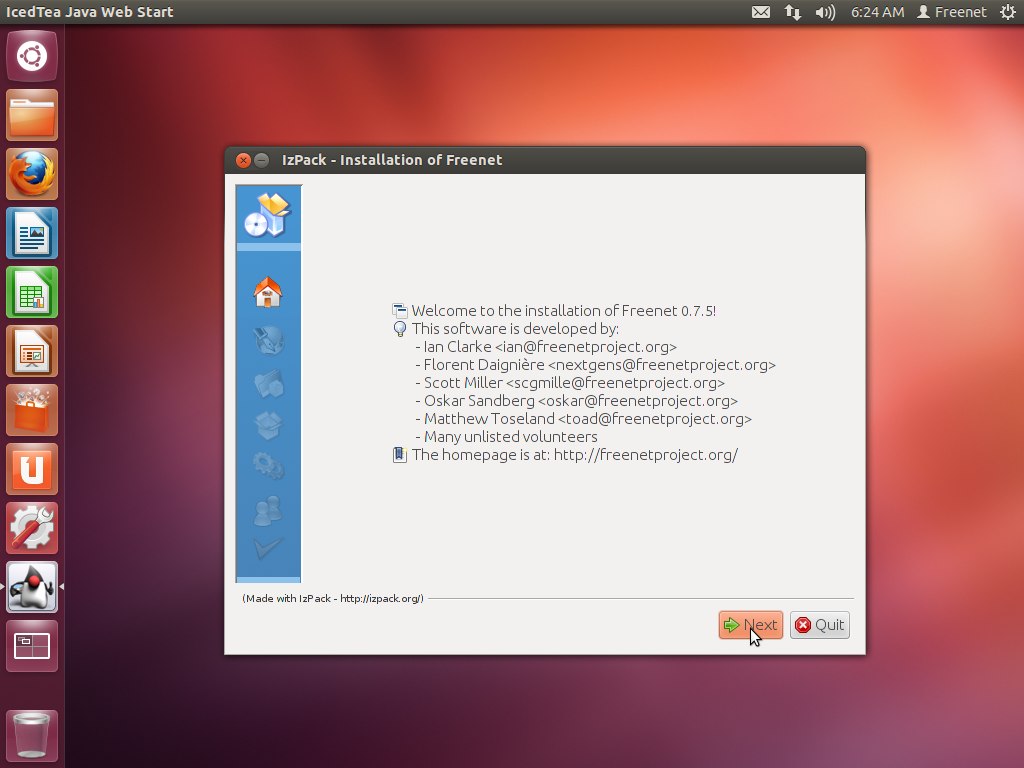 IcedTea Java Web Start
6:24 AM Freenet
IzPack - Installation of Freenet
Welcome to the installation of Freenet 0.7.5!
This software is developed by:
- Ian Clarke <ian@freenetproject.org>
- Florent Daignière <nextgens@freenetproject.org>
- Scott Miller <scgmille@freenetproject.org>
- Oskar Sandberg <oskar@freenetproject.org>
- Matthew Toseland <toad@freenetproject.org>
- Many unlisted volunteers
The homepage is at: http://freenetproject.org/
(Made with IzPack - http://izpack.org/)
Next Quit